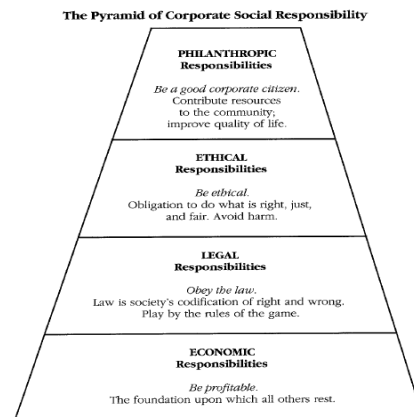 The Pyramid of Corporate Social Responsibility
PHILANTHROPIC
Responsibilities
Be a good corporate citizen.
Contribute resources
to the community;
improve quality of life.
ETHICAL
Responsibilities
Be ethical.
Obligation to do what is right, just,
and fair. Avoid harm.
LEGAL
Responsibilities
Obey the law.
Law is society's codification of right and wrong.
Play by the rules of the game.
ECONOMIC
Responsibilities
Be profitable.
The foundation upon which all others rest.